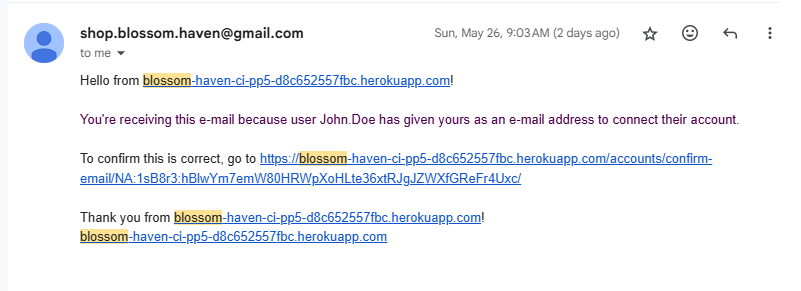 shop.blossom.haven@gmail.com
Sun, May 26, 9:03 AM (2 days ago)
to me
Hello from blossom-haven-ci-pp5-d8c652557fbc.herokuapp.com!
You're receiving this e-mail because user John.Doe has given yours as an e-mail address to connect their account.
To confirm this is correct, go to https://blossom-haven-ci-pp5-d8c652557fbc.herokuapp.com/accounts/confirm-
email/NA:1sB8r3:hBlwYm7emW80HRWpXoHLte36xtRJgJZWXfGReFr4Uxc/
Thank you from blossom-haven-ci-pp5-d8c652557fbc.herokuapp.com!
blossom-haven-ci-pp5-d8c652557fbc.herokuapp.com